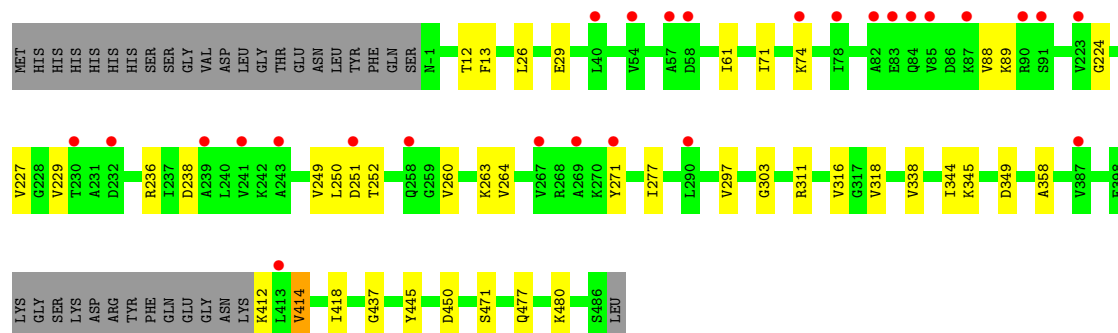 MET HIS HIS HIS HIS HIS HIS SER SER GLY VAL ASP LEU GLY THR GLU ASN LEU TYR PHE GLN SER N-1 T12 F13 L26 E29 L40 V54 A57 D58 I61 I71 K74 I78 A82 E83 Q84 V85 D86 K87 V88 K89 R90 S91 V223 G224
V227 G228 V229 T230 A231 D232 R236 I237 D238 A239 L240 V241 K242 A243 V249 L250 D251 T252 Q258 G259 V260 K263 V264 V267 R268 A269 K270 Y271 I277 L290 V297 G303 R311 V316 G317 V318 V338 I344 K345 D349 A358 V387
LYS GLY SER LYS ASP ARG TYR PHE GLN GLU GLY ASN LYS K412 L413 V414 I418 G437 Y445 D450 S471 Q477 K480 S486 LEU